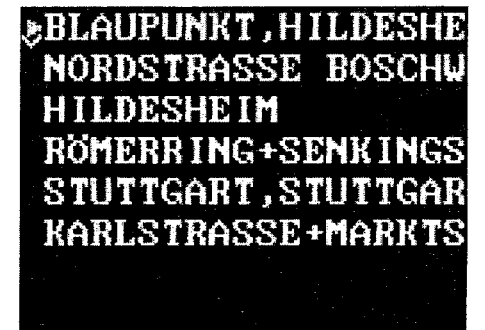 BLAUPUNKT,HILDESHE
NORDSTRASSE BOSCHW
HILDESHEIM
RÖMERRING+SENKINGS
STUTTGART,STUTTGAR
KARLSTRASSE+MARKTS